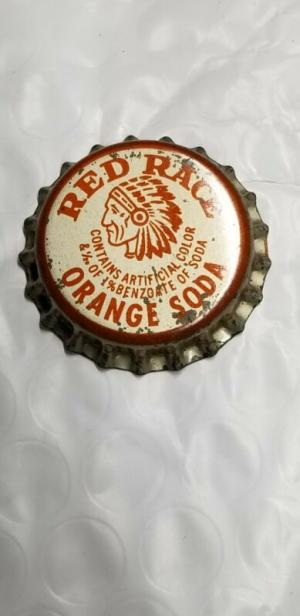 RED RACE
CONTAINS ARTIFICIAL COLOR
& 1/10 OF 1% BENZOATE OF SODA
ORANGE SODA